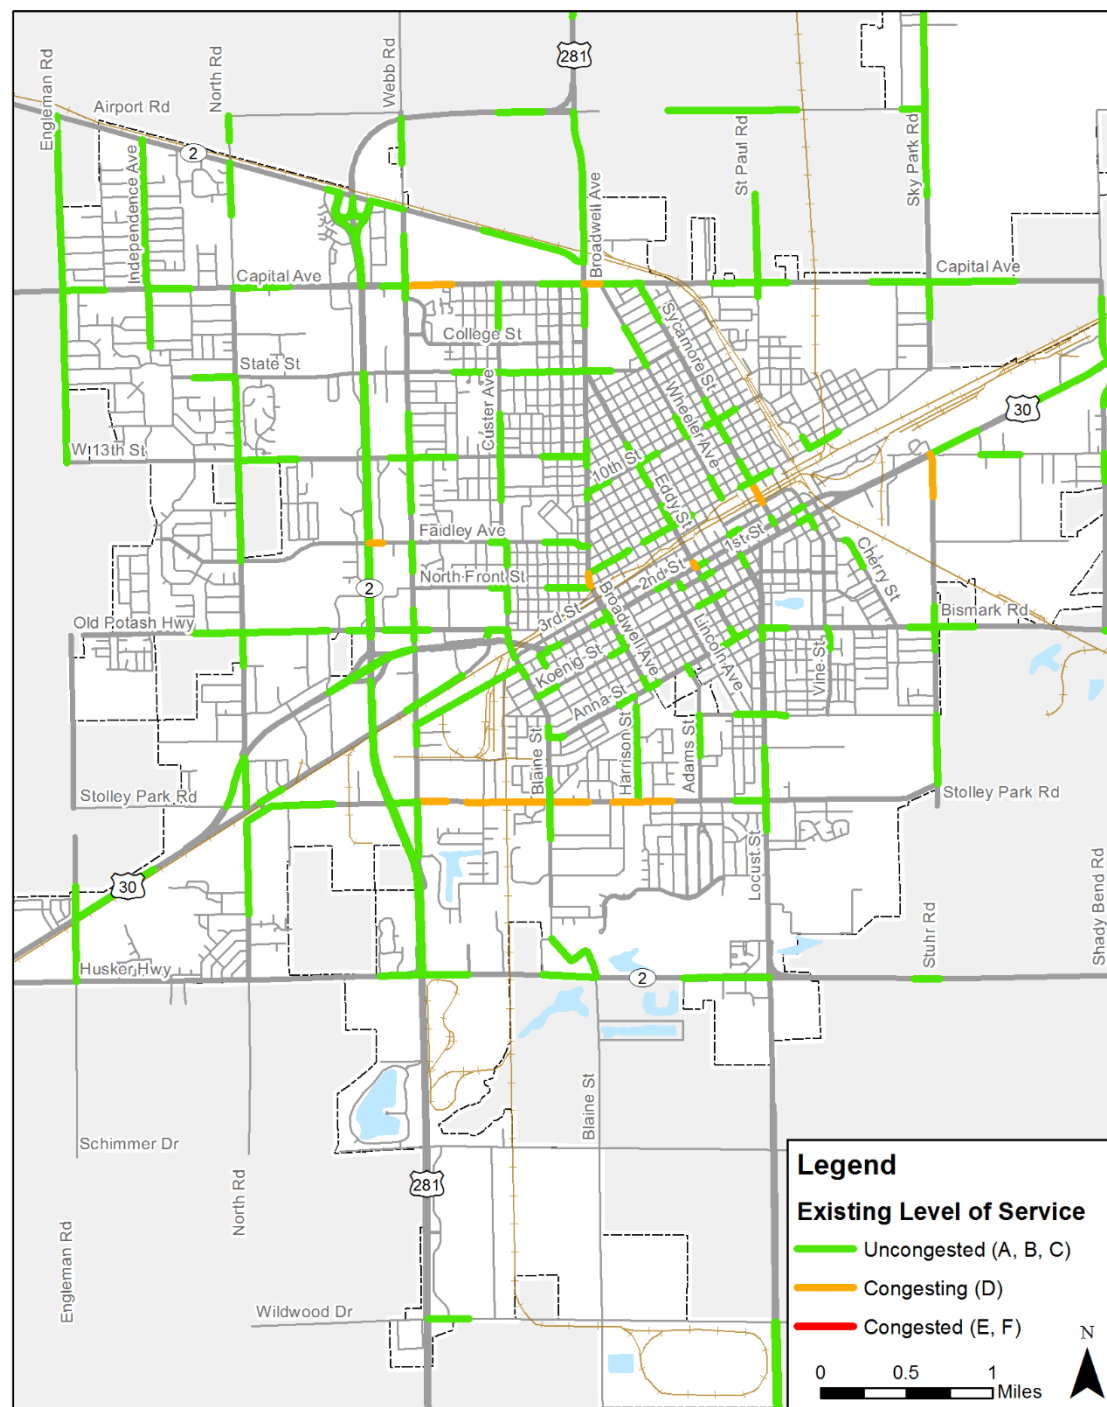 281
Engleman Rd
North Rd
Webb Rd
Airport Rd
2
Independence Ave
Broadwell Ave
St Paul Rd
Sky Park Rd
Capital Ave
Capital Ave
College St
Sycamore St
State St
Custer Ave
Wheeler Ave
30
W 13th St
10th St
Eddy St
Faidley Ave
1st St
2nd St
Cherry St
North Front St
2
3rd St
Broadwell Ave
Lincoln Ave
Bismark Rd
Old Potash Hwy
Koenig St
Vine St
Anna St
Blaine St
Harrison St
Adams St
Stolley Park Rd
Stolley Park Rd
Locust St
30
Stuhr Rd
Shady Bend Rd
Husker Hwy
2
Blaine St
Schimmer Dr
North Rd
281
Engleman Rd
Wildwood Dr
Legend
Existing Level of Service
Uncongested (A, B, C)
Congesting (D)
Congested (E, F)
N
0 0.5 1
Miles